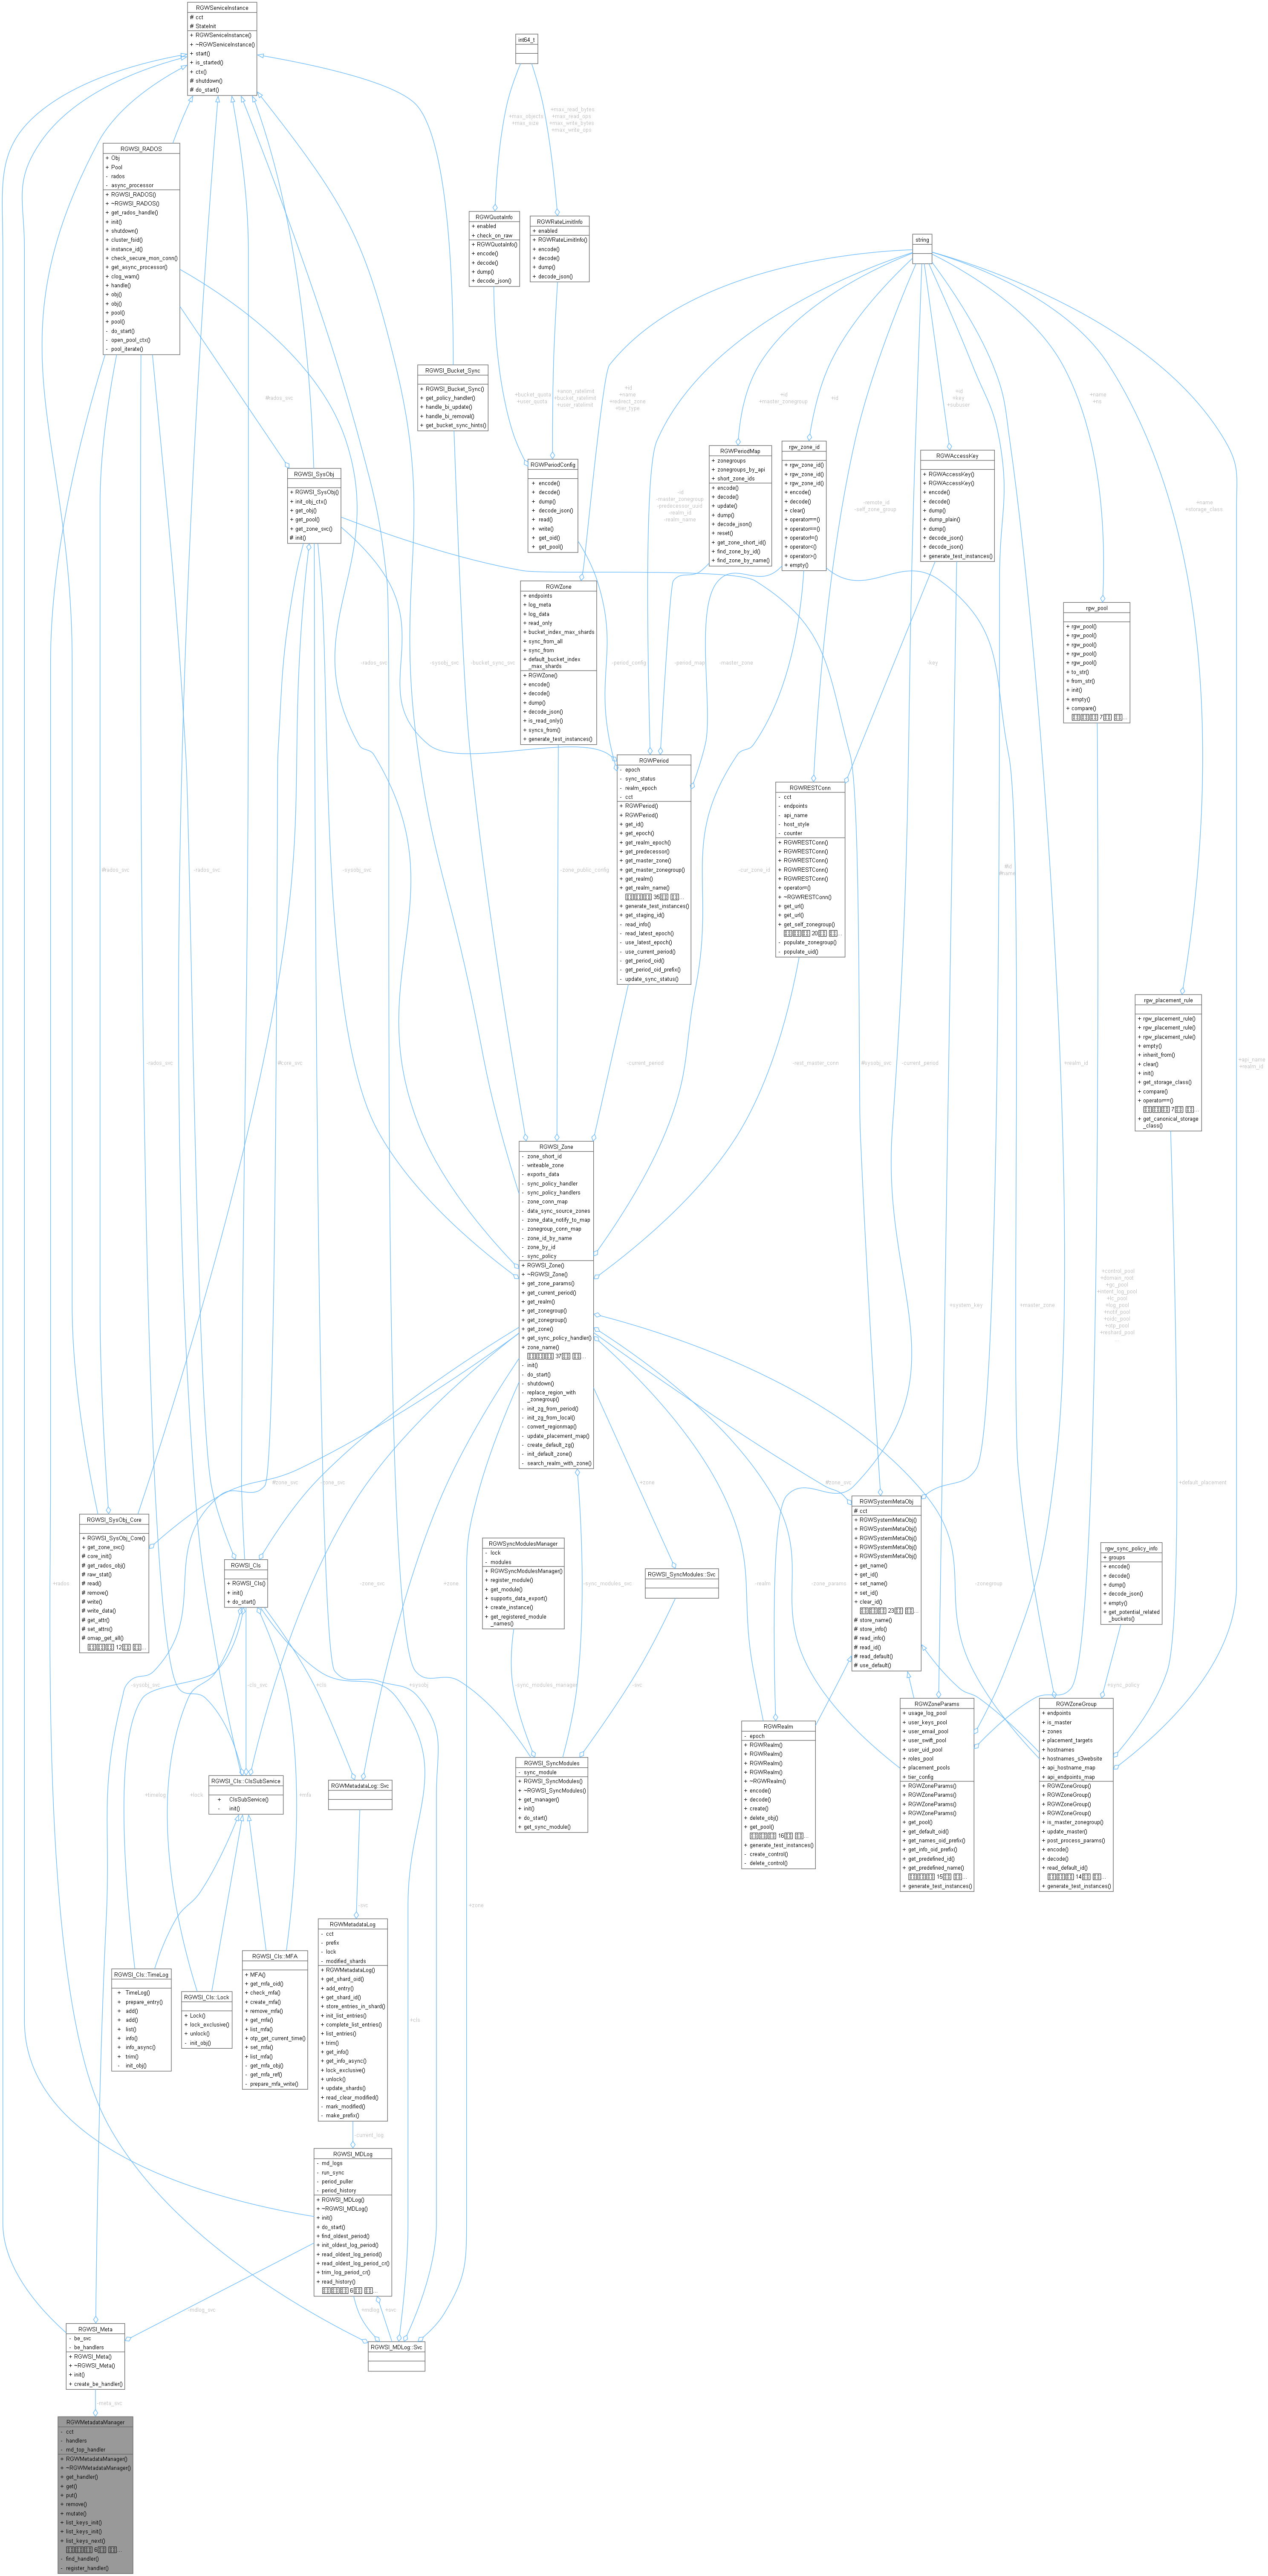 RGWServiceInstance
# cct
# StateInit
+ RGWServiceInstance()
+ ~RGWServiceInstance()
+ start()
+ is_started()
+ ctx()
# shutdown()
# do_start()
int64_t
+max_objects
+max_size
+max_read_bytes
+max_read_ops
+max_write_bytes
+max_write_ops
RGWSI_RADOS
+ Obj
+ Pool
- rados
- async_processor
+ RGWSI_RADOS()
+ ~RGWSI_RADOS()
+ get_rados_handle()
+ init()
+ shutdown()
+ cluster_fsid()
+ instance_id()
+ check_secure_mon_conn()
+ get_async_processor()
+ clog_warn()
+ handle()
+ obj()
+ obj()
+ pool()
+ pool()
- do_start()
- open_pool_ctx()
- pool_iterate()
RGWQuotaInfo
+ enabled
+ check_on_raw
+ RGWQuotaInfo()
+ encode()
+ decode()
+ dump()
+ decode_json()
RGWRateLimitInfo
+ enabled
+ RGWRateLimitInfo()
+ encode()
+ decode()
+ dump()
+ decode_json()
string
RGWSI_Bucket_Sync
+ RGWSI_Bucket_Sync()
+ get_policy_handler()
+ handle_bi_update()
+ handle_bi_removal()
+ get_bucket_sync_hints()
#rados_svc
+bucket_quota
+user_quota
+anon_ratelimit
+bucket_ratelimit
+user_ratelimit
+id
+name
+redirect_zone
+tier_type
+id
+master_zonegroup
+id
+id
+key
+subuser
+name
+ns
RGWSI_SysObj
+ RGWSI_SysObj()
+ init_obj_ctx()
+ get_obj()
+ get_pool()
+ get_zone_svc()
# init()
RGWPeriodConfig
+ encode()
+ decode()
+ dump()
+ decode_json()
+ read()
+ write()
+ get_oid()
+ get_pool()
RGWPeriodMap
+ zonegroups
+ zonegroups_by_api
+ short_zone_ids
+ encode()
+ decode()
+ update()
+ dump()
+ decode_json()
+ reset()
+ get_zone_short_id()
+ find_zone_by_id()
+ find_zone_by_name()
rgw_zone_id
+ rgw_zone_id()
+ rgw_zone_id()
+ rgw_zone_id()
+ encode()
+ decode()
+ clear()
+ operator==()
+ operator==()
+ operator!=()
+ operator<()
+ operator>()
+ empty()
RGWAccessKey
+ RGWAccessKey()
+ RGWAccessKey()
+ encode()
+ decode()
+ dump()
+ dump_plain()
+ dump()
+ decode_json()
+ decode_json()
+ generate_test_instances()
-id
-master_zonegroup
-predecessor_uuid
-realm_id
-realm_name
-remote_id
-self_zone_group
+name
+storage_class
RGWZone
+ endpoints
+ log_meta
+ log_data
+ read_only
+ bucket_index_max_shards
+ sync_from_all
+ sync_from
+ default_bucket_index
_max_shards
+ RGWZone()
+ encode()
+ decode()
+ dump()
+ decode_json()
+ is_read_only()
+ syncs_from()
+ generate_test_instances()
rgw_pool
+ rgw_pool()
+ rgw_pool()
+ rgw_pool()
+ rgw_pool()
+ rgw_pool()
+ to_str()
+ from_str()
+ init()
+ empty()
+ compare()
-rados_svc
-sysobj_svc
-bucket_sync_svc
-period_config
-period_map
-master_zone
-key
RGWPeriod
- epoch
- sync_status
- realm_epoch
- cct
+ RGWPeriod()
+ RGWPeriod()
+ get_id()
+ get_epoch()
+ get_realm_epoch()
+ get_predecessor()
+ get_master_zone()
+ get_master_zonegroup()
+ get_realm()
+ get_realm_name()
+ generate_test_instances()
+ get_staging_id()
- read_info()
- read_latest_epoch()
- use_latest_epoch()
- use_current_period()
- get_period_oid()
- get_period_oid_prefix()
- update_sync_status()
RGWRESTConn
- cct
- endpoints
- api_name
- host_style
- counter
+ RGWRESTConn()
+ RGWRESTConn()
+ RGWRESTConn()
+ RGWRESTConn()
+ RGWRESTConn()
+ operator=()
+ ~RGWRESTConn()
+ get_url()
+ get_url()
+ get_self_zonegroup()
- populate_zonegroup()
- populate_uid()
#rados_svc
-rados_svc
-sysobj_svc
-zone_public_config
-cur_zone_id
#id
#name
rgw_placement_rule
+ rgw_placement_rule()
+ rgw_placement_rule()
+ rgw_placement_rule()
+ empty()
+ inherit_from()
+ clear()
+ init()
+ get_storage_class()
+ compare()
+ operator==()
+ get_canonical_storage
_class()
-rados_svc
#core_svc
-current_period
-rest_master_conn
#sysobj_svc
-current_period
+realm_id
+api_name
+realm_id
RGWSI_Zone
- zone_short_id
- writeable_zone
- exports_data
- sync_policy_handler
- sync_policy_handlers
- zone_conn_map
- data_sync_source_zones
- zone_data_notify_to_map
- zonegroup_conn_map
- zone_id_by_name
- zone_by_id
- sync_policy
+ RGWSI_Zone()
+ ~RGWSI_Zone()
+ get_zone_params()
+ get_current_period()
+ get_realm()
+ get_zonegroup()
+ get_zonegroup()
+ get_zone()
+ get_sync_policy_handler()
+ zone_name()
- init()
- do_start()
- shutdown()
- replace_region_with
_zonegroup()
- init_zg_from_period()
- init_zg_from_local()
- convert_regionmap()
- update_placement_map()
- create_default_zg()
- init_default_zone()
- search_realm_with_zone()
+system_key
+master_zone
+control_pool
+domain_root
+gc_pool
+intent_log_pool
+lc_pool
+log_pool
+notif_pool
+oidc_pool
+otp_pool
+reshard_pool
#zone_svc
-zone_svc
+zone
#zone_svc
+default_placement
RGWSI_SysObj_Core
+ RGWSI_SysObj_Core()
+ get_zone_svc()
# core_init()
# get_rados_obj()
# raw_stat()
# read()
# remove()
# write()
# write_data()
# get_attr()
# set_attrs()
# omap_get_all()
RGWSI_Cls
+ RGWSI_Cls()
+ init()
+ do_start()
RGWSyncModulesManager
- lock
- modules
+ RGWSyncModulesManager()
+ register_module()
+ get_module()
+ supports_data_export()
+ create_instance()
+ get_registered_module
_names()
RGWSI_SyncModules::Svc
RGWSystemMetaObj
# cct
+ RGWSystemMetaObj()
+ RGWSystemMetaObj()
+ RGWSystemMetaObj()
+ RGWSystemMetaObj()
+ RGWSystemMetaObj()
+ get_name()
+ get_id()
+ set_name()
+ set_id()
+ clear_id()
# store_name()
# store_info()
# read_info()
# read_id()
# read_default()
# use_default()
rgw_sync_policy_info
+ groups
+ encode()
+ decode()
+ dump()
+ decode_json()
+ empty()
+ get_potential_related
_buckets()
+rados
-zone_svc
+zone
-sync_modules_svc
-realm
-zone_params
-zonegroup
-sysobj_svc
-cls_svc
+cls
+sysobj
-sync_modules_manager
-svc
+sync_policy
+timelog
+lock
+mfa
RGWSI_Cls::ClsSubService
+ ClsSubService()
- init()
RGWMetadataLog::Svc
RGWSI_SyncModules
- sync_module
+ RGWSI_SyncModules()
+ ~RGWSI_SyncModules()
+ get_manager()
+ init()
+ do_start()
+ get_sync_module()
RGWRealm
- epoch
+ RGWRealm()
+ RGWRealm()
+ RGWRealm()
+ RGWRealm()
+ ~RGWRealm()
+ encode()
+ decode()
+ create()
+ delete_obj()
+ get_pool()
+ generate_test_instances()
- create_control()
- delete_control()
RGWZoneParams
+ usage_log_pool
+ user_keys_pool
+ user_email_pool
+ user_swift_pool
+ user_uid_pool
+ roles_pool
+ placement_pools
+ tier_config
+ RGWZoneParams()
+ RGWZoneParams()
+ RGWZoneParams()
+ RGWZoneParams()
+ get_pool()
+ get_default_oid()
+ get_names_oid_prefix()
+ get_info_oid_prefix()
+ get_predefined_id()
+ get_predefined_name()
+ generate_test_instances()
RGWZoneGroup
+ endpoints
+ is_master
+ zones
+ placement_targets
+ hostnames
+ hostnames_s3website
+ api_hostname_map
+ api_endpoints_map
+ RGWZoneGroup()
+ RGWZoneGroup()
+ RGWZoneGroup()
+ RGWZoneGroup()
+ is_master_zonegroup()
+ update_master()
+ post_process_params()
+ encode()
+ decode()
+ read_default_id()
+ generate_test_instances()
-svc
+zone
RGWMetadataLog
- cct
- prefix
- lock
- modified_shards
+ RGWMetadataLog()
+ get_shard_oid()
+ add_entry()
+ get_shard_id()
+ store_entries_in_shard()
+ init_list_entries()
+ complete_list_entries()
+ list_entries()
+ trim()
+ get_info()
+ get_info_async()
+ lock_exclusive()
+ unlock()
+ update_shards()
+ read_clear_modified()
- mark_modified()
- make_prefix()
RGWSI_Cls::TimeLog
+ TimeLog()
+ prepare_entry()
+ add()
+ add()
+ list()
+ info()
+ info_async()
+ trim()
- init_obj()
RGWSI_Cls::Lock
+ Lock()
+ lock_exclusive()
+ unlock()
- init_obj()
RGWSI_Cls::MFA
+ MFA()
+ get_mfa_oid()
+ check_mfa()
+ create_mfa()
+ remove_mfa()
+ get_mfa()
+ list_mfa()
+ otp_get_current_time()
+ set_mfa()
+ list_mfa()
- get_mfa_obj()
- get_mfa_ref()
- prepare_mfa_write()
+cls
-current_log
RGWSI_MDLog
- md_logs
- run_sync
- period_puller
- period_history
+ RGWSI_MDLog()
+ ~RGWSI_MDLog()
+ init()
+ do_start()
+ find_oldest_period()
+ init_oldest_log_period()
+ read_oldest_log_period()
+ read_oldest_log_period_cr()
+ trim_log_period_cr()
+ read_history()
-mdlog_svc
+mdlog
+svc
RGWSI_Meta
- be_svc
- be_handlers
+ RGWSI_Meta()
+ ~RGWSI_Meta()
+ init()
+ create_be_handler()
RGWSI_MDLog::Svc
-meta_svc
RGWMetadataManager
- cct
- handlers
- md_top_handler
+ RGWMetadataManager()
+ ~RGWMetadataManager()
+ get_handler()
+ get()
+ put()
+ remove()
+ mutate()
+ list_keys_init()
+ list_keys_init()
+ list_keys_next()
- find_handler()
- register_handler()